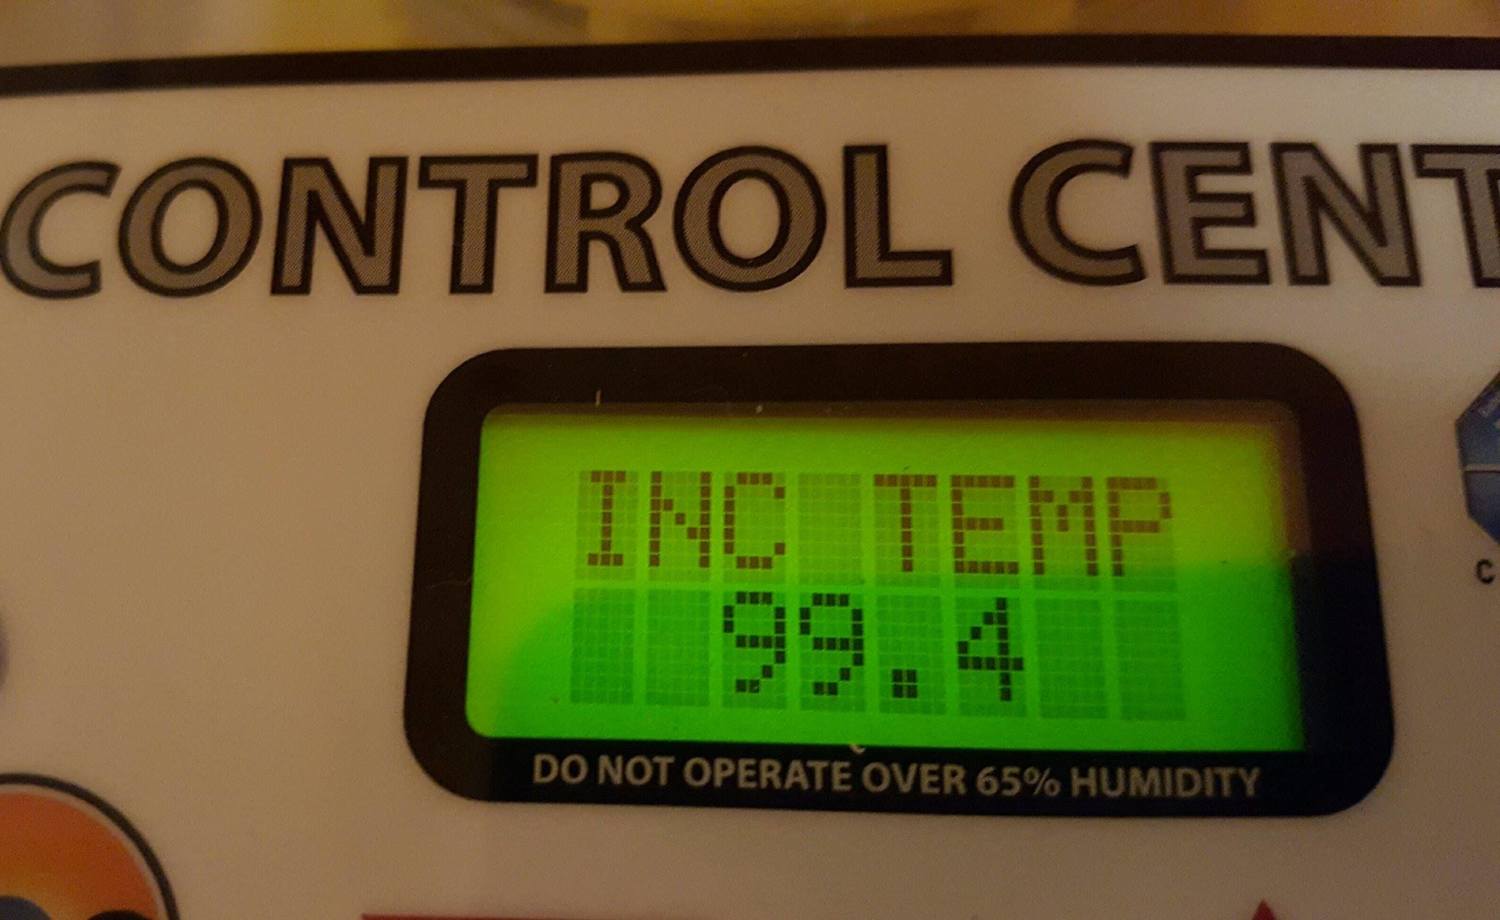 CONTROL CENT
INC TEMP
99.4
DO NOT OPERATE OVER 65% HUMIDITY
C